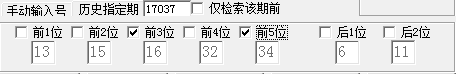 手动输入号 历史指定期 17037 仅检索该期前
前1位 前2位 前3位 前4位 前5位 后1位 后2位
13 15 16 32 34 6 11